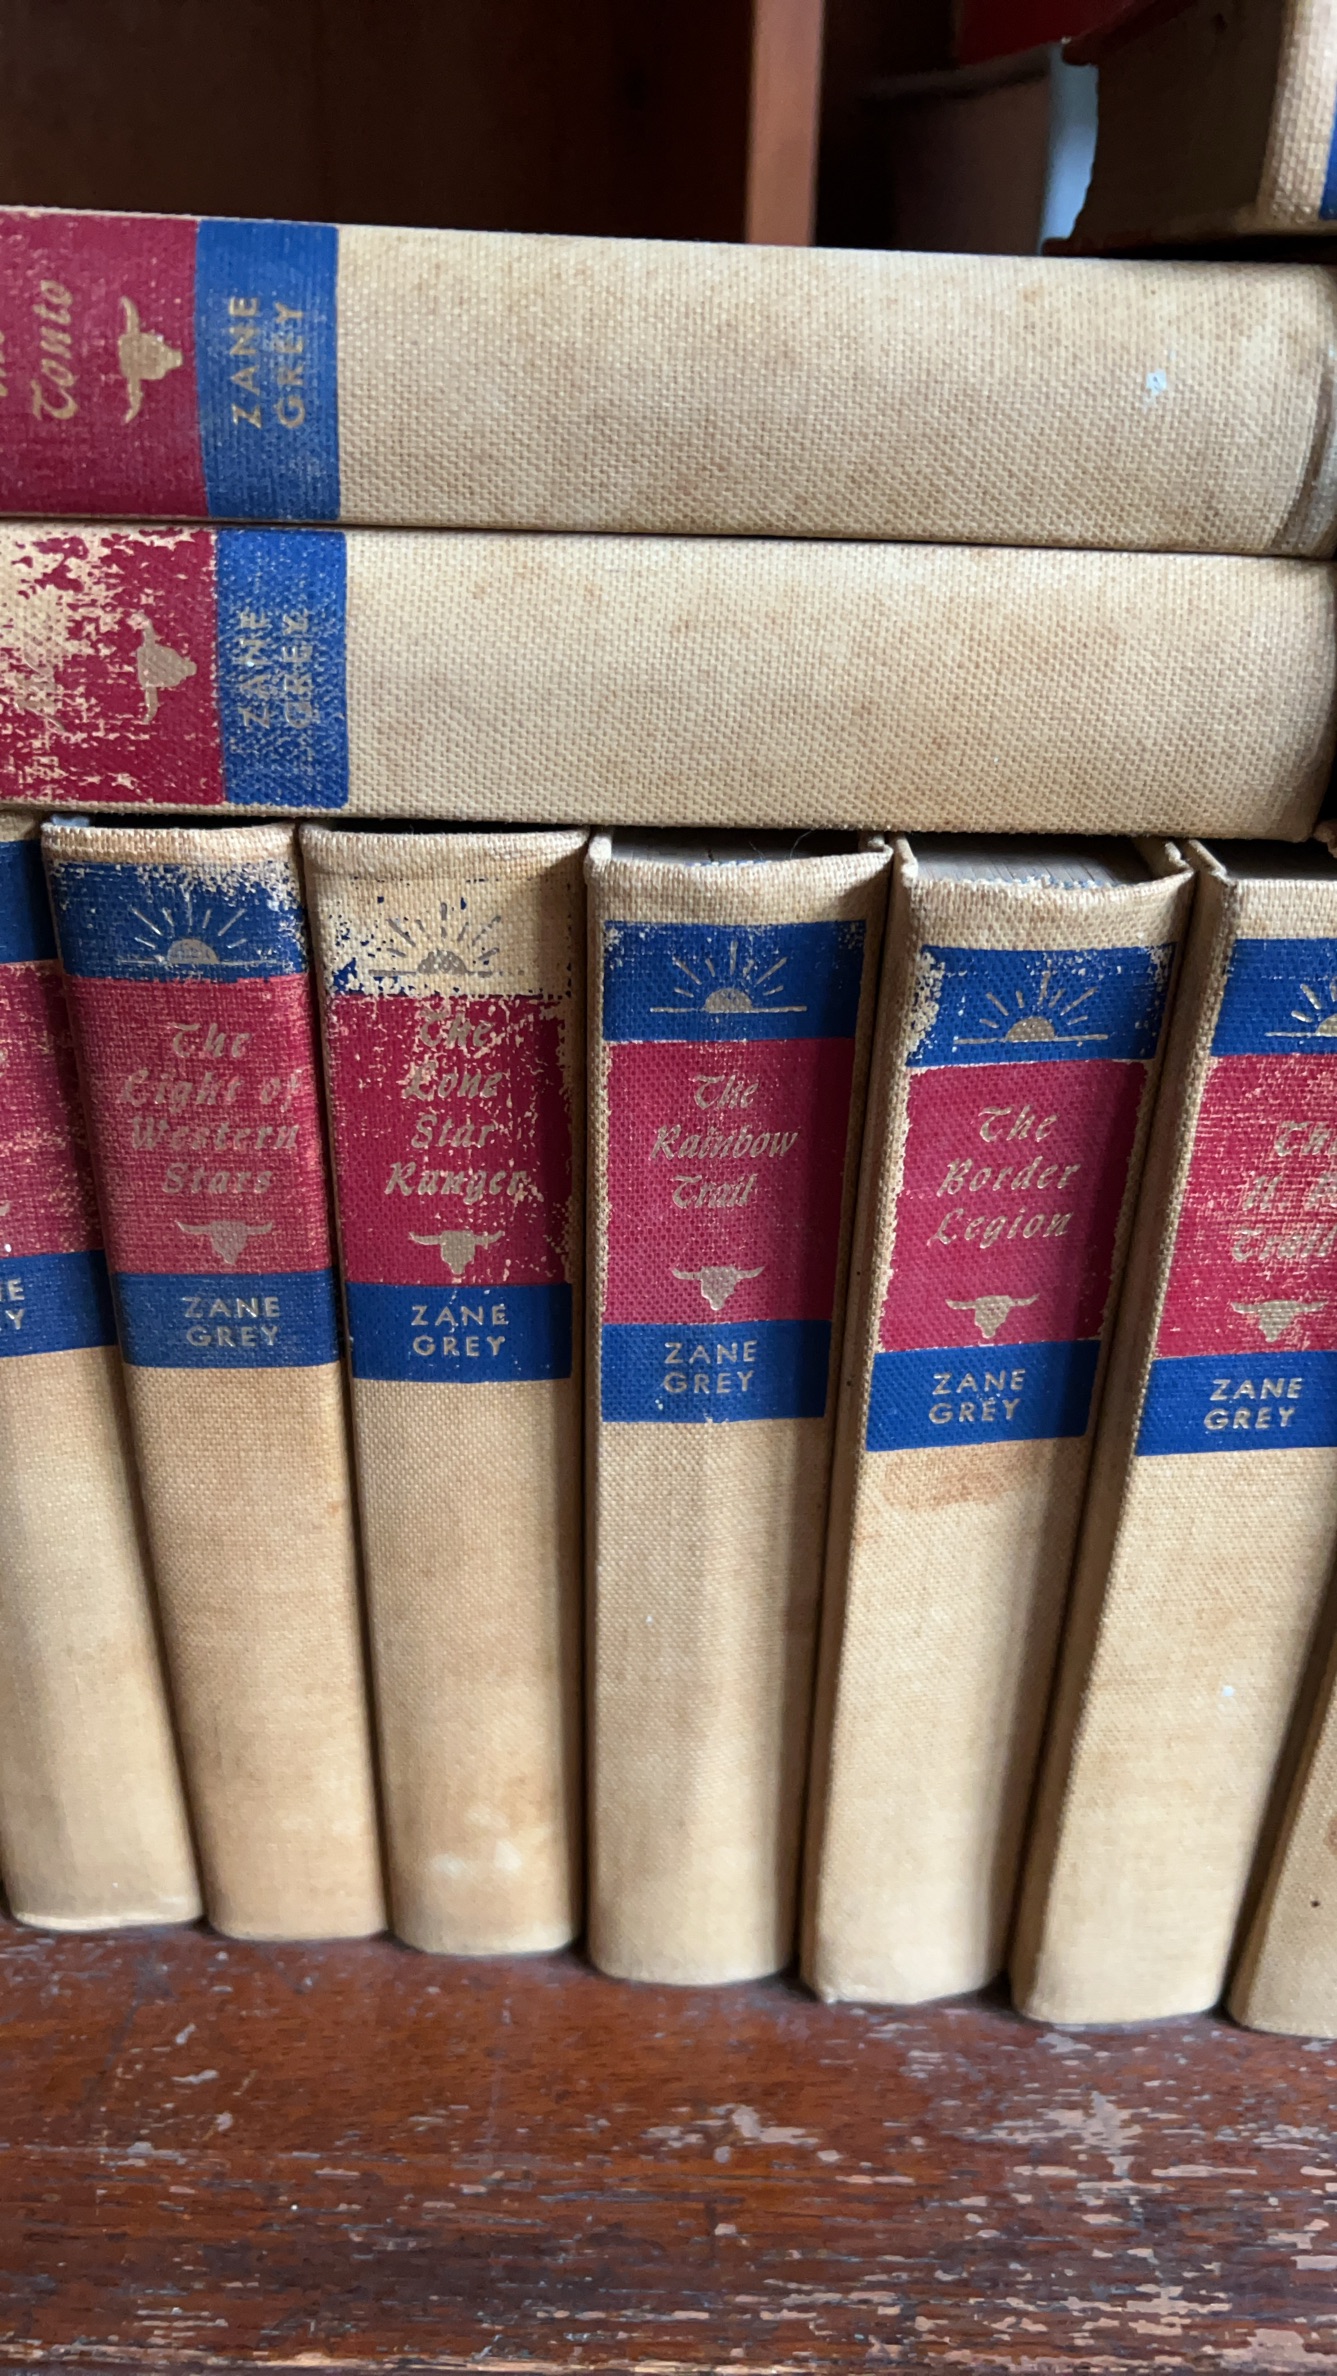 Tonto
ZANE
GREY
ZANE
GREY
The
Light of
Western
Stars
ZANE
GREY
The
Lone
Star
Ranger
ZANE
GREY
The
Rainbow
Trail
ZANE
GREY
The
Border
Legion
ZANE
GREY
U.
Trail
ZANE
GREY